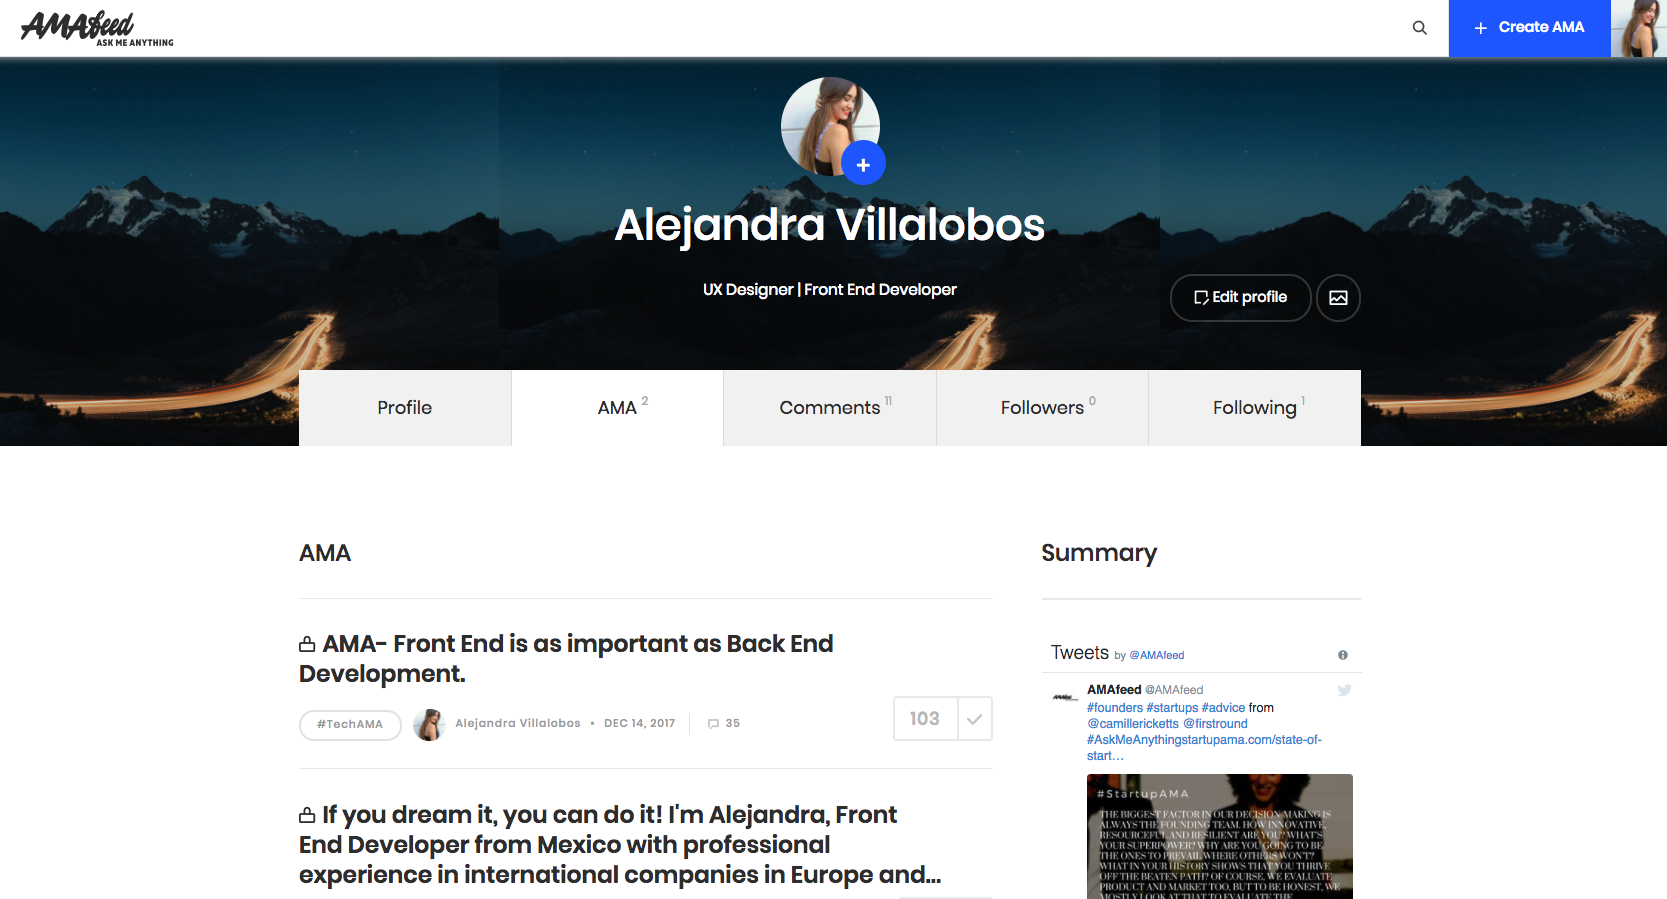 AMAfeed
ASK ME ANYTHING
+ Create AMA
Alejandra Villalobos
UX Designer | Front End Developer
Edit profile
Profile
AMA 2
Comments 11
Followers 0
Following 1
AMA
AMA- Front End is as important as Back End
Development.
#TechAMA
Alejandra Villalobos • DEC 14, 2017
35
103
If you dream it, you can do it! I'm Alejandra, Front
End Developer from Mexico with professional
experience in international companies in Europe and...
Summary
Tweets by @AMAfeed
AMAfeed @AMAfeed
#founders #startups #advice from
@camillericketts @firstround
#AskMeAnythingstartupama.com/state-of-
start…
#StartupAMA
THE BIGGEST FACTOR IN OUR DECISION-MAKING IS
ALWAYS THE FOUNDING TEAM. HOW INNOVATIVE,
RESOURCEFUL AND RESILIENT ARE YOU? WHAT'S
YOUR SUPERPOWER? WHY ARE YOU GOING TO BE
THE ONES TO PREVAIL WHERE OTHERS WON'T?
WHAT IN YOUR HISTORY SHOWS THAT YOU THRIVE
OFF THE BEATEN PATH? OF COURSE, WE EVALUATE
PRODUCT AND MARKET TOO, BUT TO BE HONEST, WE
MOSTLY LOOK AT THAT TO EVALUATE THE